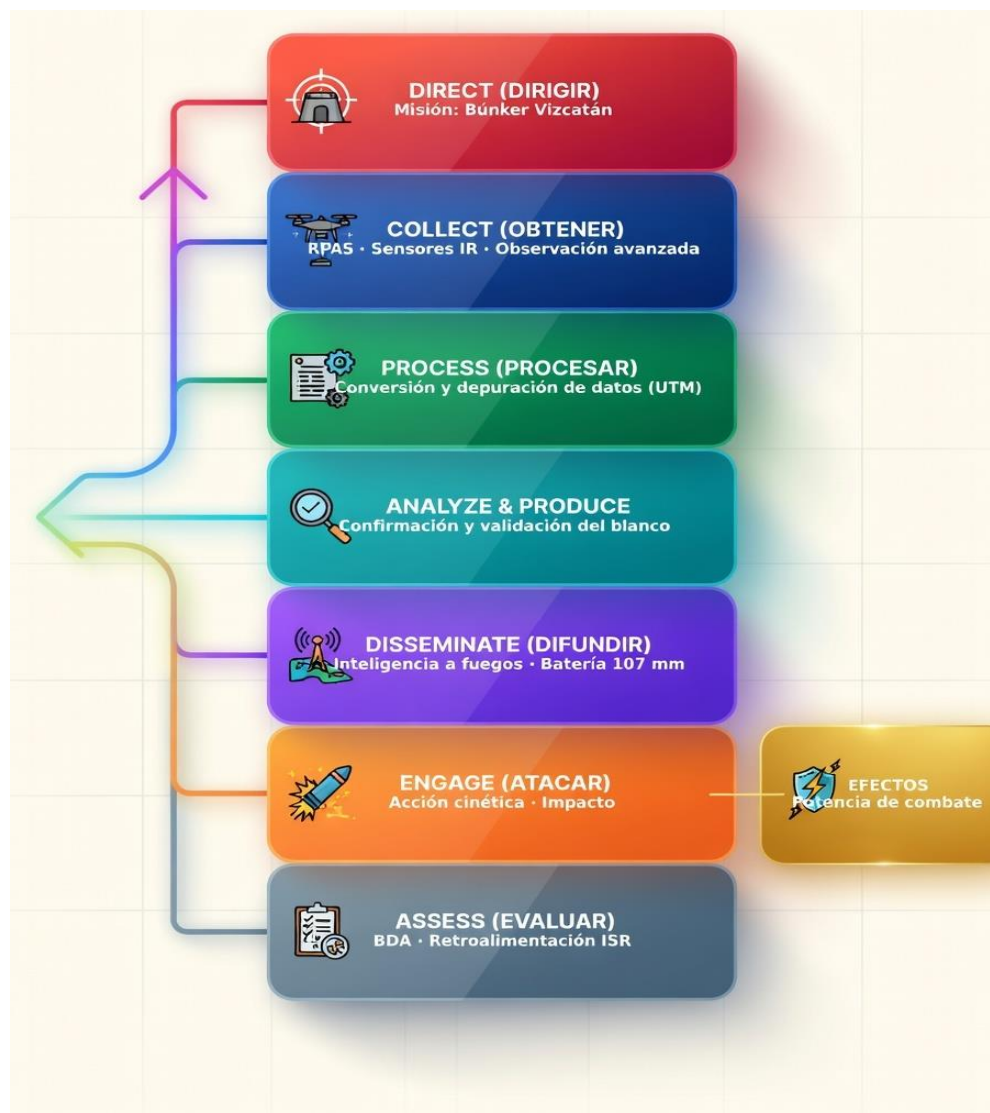 DIRECT (DIRIGIR)
Misión: Búnker Vizcatán
COLLECT (OBTENER)
RPAS · Sensores IR · Observación avanzada
PROCESS (PROCESAR)
Conversión y depuración de datos (UTM)
ANALYZE & PRODUCE
Confirmación y validación del blanco
DISSEMINATE (DIFUNDIR)
Inteligencia a fuegos · Batería 107 mm
ENGAGE (ATACAR)
Acción cinética · Impacto
EFECTOS
Potencia de combate
ASSESS (EVALUAR)
BDA · Retroalimentación ISR